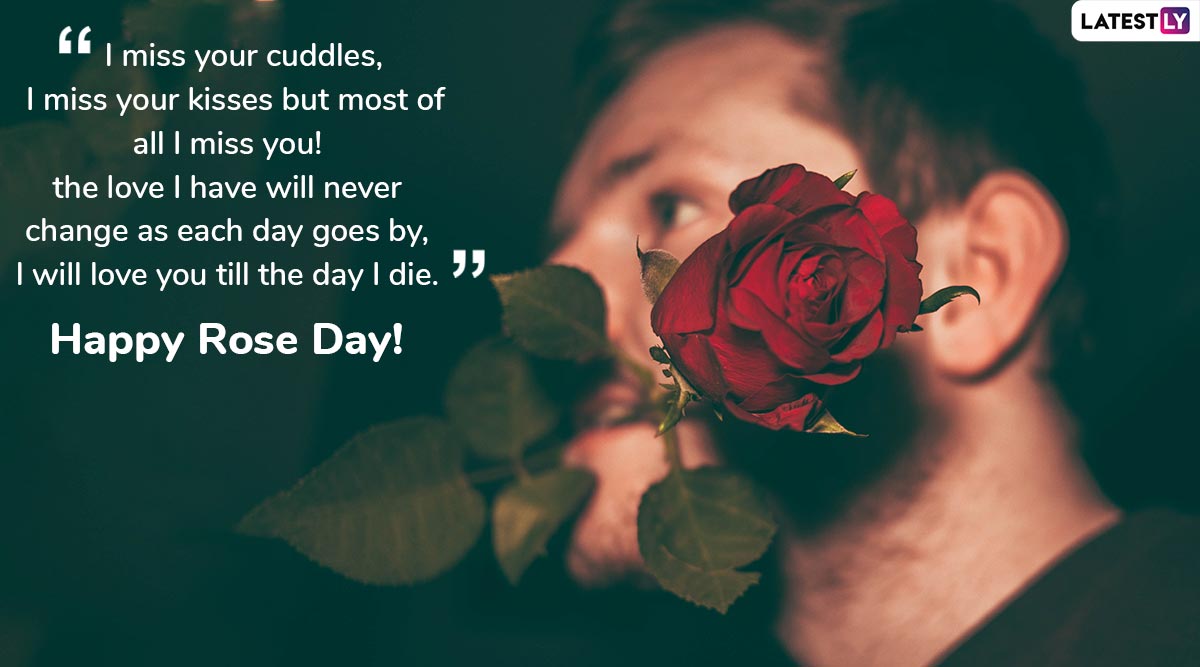 “ I miss your cuddles,
I miss your kisses but most of
all I miss you!
the love I have will never
change as each day goes by,
I will love you till the day I die. ”
Happy Rose Day!
LATESTLY